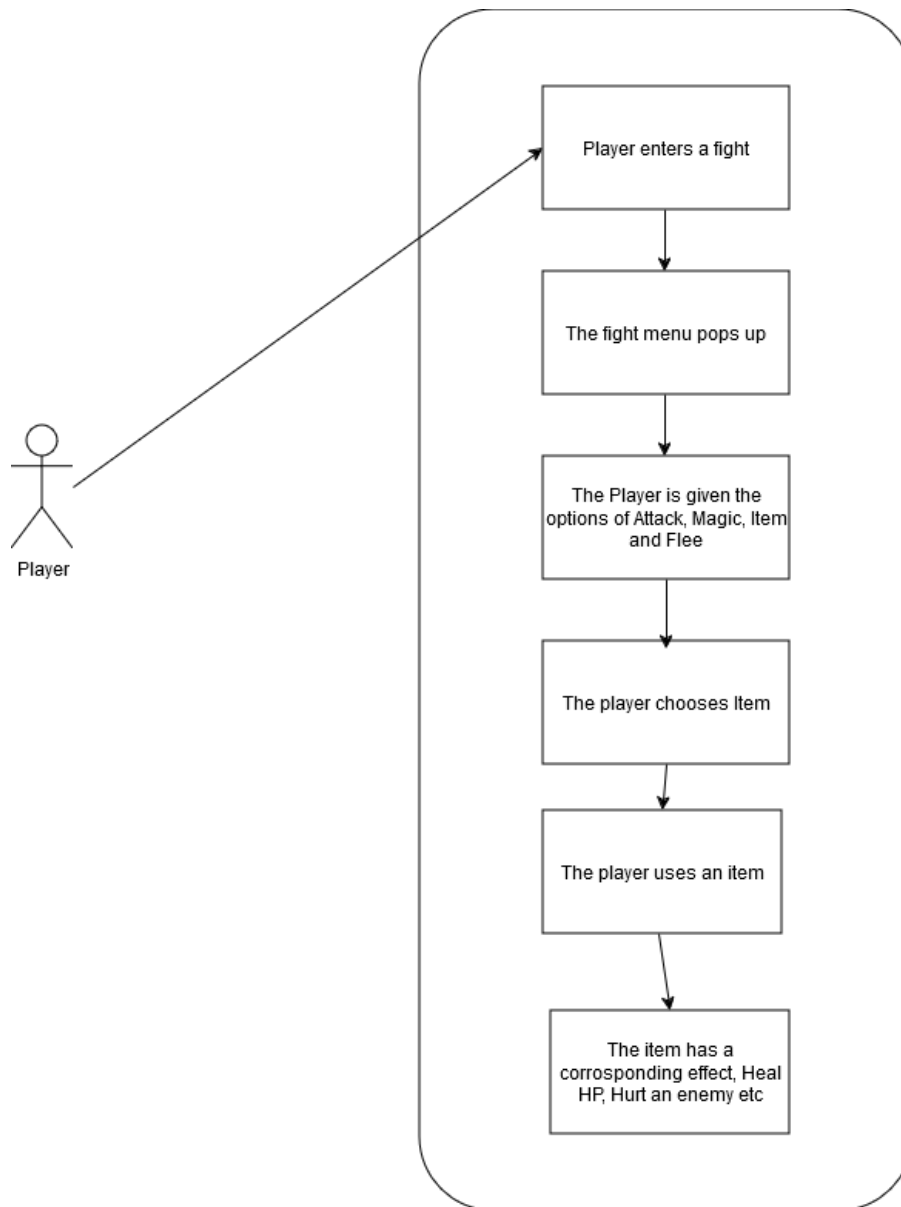 Player enters a fight
The fight menu pops up
The Player is given the
options of Attack, Magic, Item
and Flee
Player
The player chooses Item
The player uses an item
The item has a
corrosponding effect, Heal
HP, Hurt an enemy etc